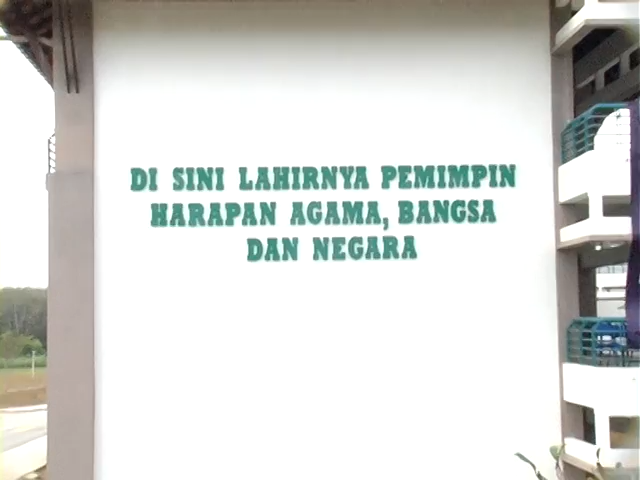 DI SINI LAHIRNYA PEMIMPIN
HARAPAN AGAMA, BANGSA
DAN NEGARA